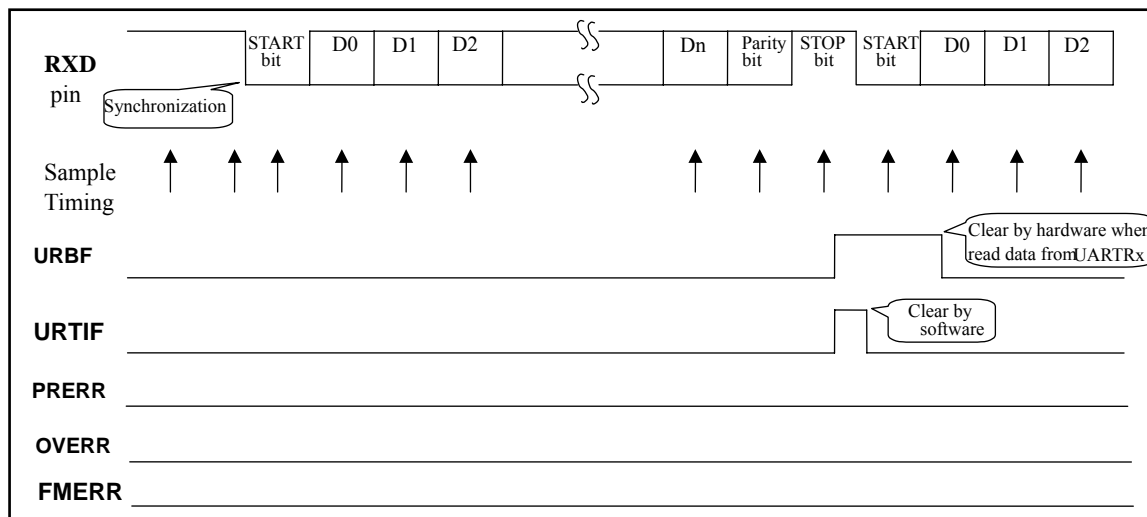 RXD
pin
START
bit
D0
D1
D2
Dn
Parity
bit
STOP
bit
START
bit
D0
D1
D2
Synchronization
Sample
Timing
URBF
Clear by hardware when
read data from UARTRx
URTIF
Clear by
software
PRERR
OVERR
FMERR